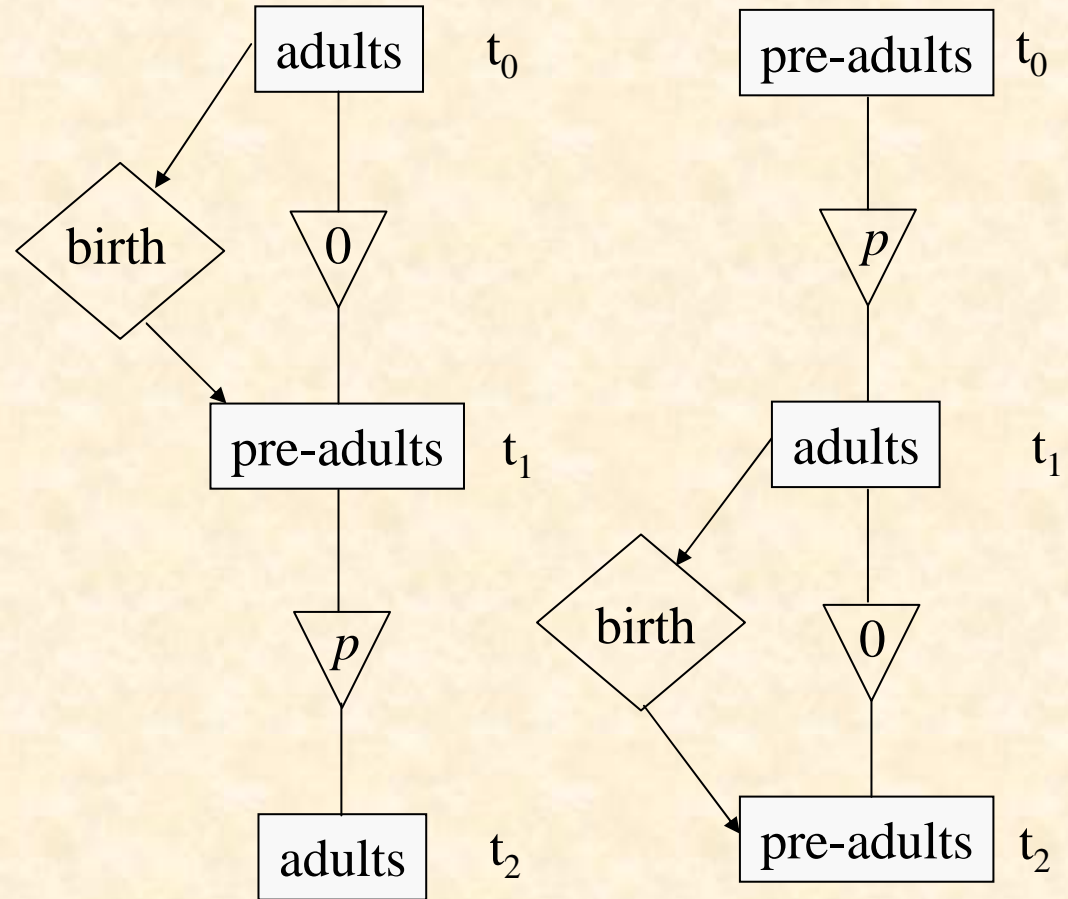 adults t₀
birth
0
pre-adults t₁
p
adults t₂
pre-adults t₀
p
adults t₁
birth
0
pre-adults t₂